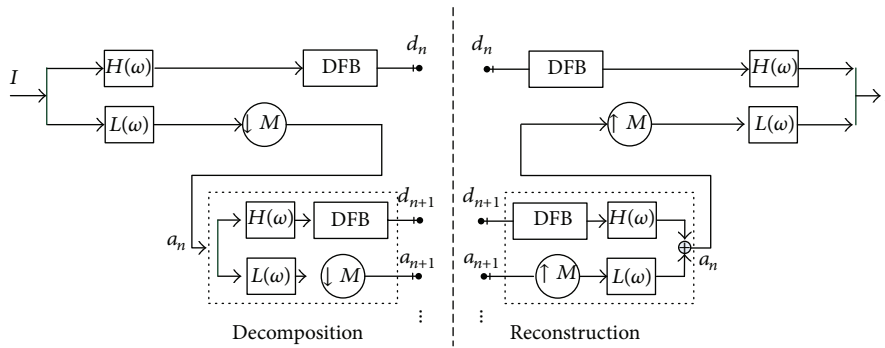 d_n
d_n
I
H(ω)
DFB
DFB
H(ω)
L(ω)
↓ M
↑ M
L(ω)
d_{n+1}
d_{n+1}
H(ω)
DFB
DFB
H(ω)
a_n
a_{n+1}
a_{n+1}
a_n
L(ω)
↓ M
↑ M
L(ω)
⋮
⋮
Decomposition
Reconstruction